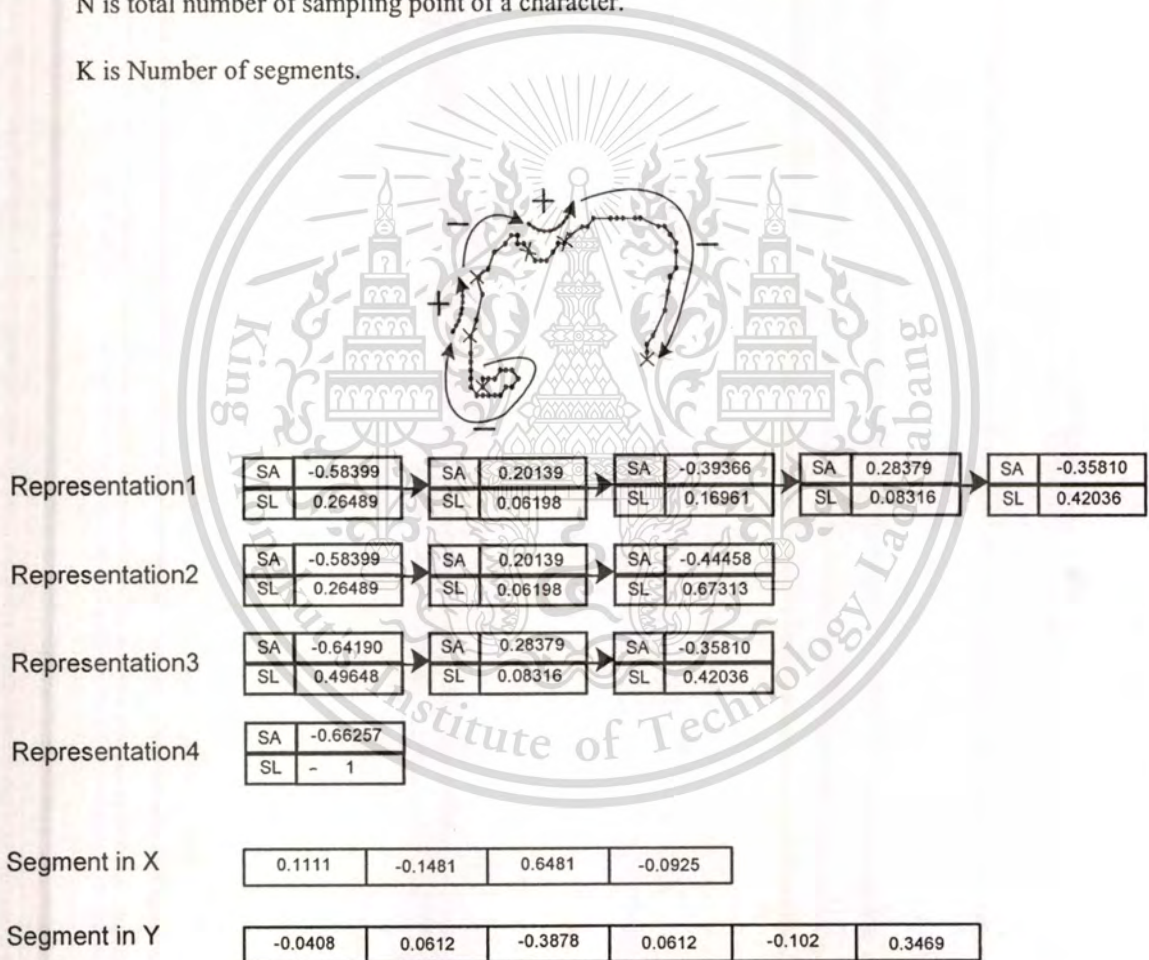 N is total number of sampling point of a character.
K is Number of segments.
+
−
−
+
−
Representation1
SA -0.58399 SA 0.20139 SA -0.39366 SA 0.28379 SA -0.35810
SL 0.26489 SL 0.06198 SL 0.16961 SL 0.08316 SL 0.42036
Representation2
SA -0.58399 SA 0.20139 SA -0.44458
SL 0.26489 SL 0.06198 SL 0.67313
Representation3
SA -0.64190 SA 0.28379 SA -0.35810
SL 0.49648 SL 0.08316 SL 0.42036
Representation4
SA -0.66257
SL - 1
Segment in X 0.1111 -0.1481 0.6481 -0.0925
Segment in Y -0.0408 0.0612 -0.3878 0.0612 -0.102 0.3469
King Mongkut's Institute of Technology Ladkrabang